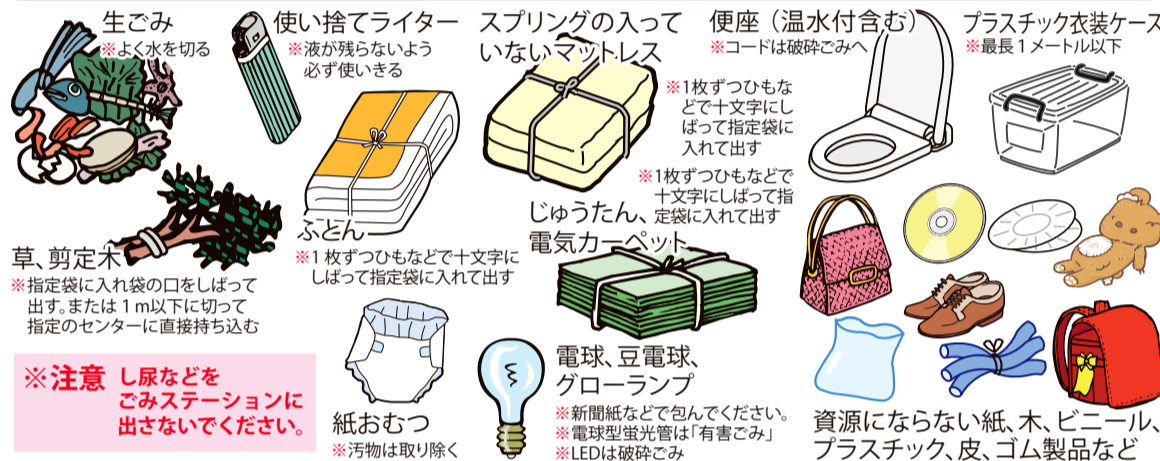 生ごみ
※よく水を切る
使い捨てライター
※液が残らないよう
必ず使いきる
スプリングの入って
いないマットレス
※1枚ずつひもな
どで十文字にし
ばって指定袋に
入れて出す
便座（温水付含む）
※コードは破砕ごみへ
プラスチック衣装ケース
※最長1メートル以下
草、剪定木
※指定袋に入れ袋の口をしばって
出す。または1m以下に切って
指定のセンターに直接持ち込む
ふとん
※1枚ずつひもなどで十文字に
しばって指定袋に入れて出す
じゅうたん、
電気カーペット
※1枚ずつひもなどで
十文字にしばって指
定袋に入れて出す
※注意 し尿などを
ごみステーションに
出さないでください。
紙おむつ
※汚物は取り除く
電球、豆電球、
グローランプ
※新聞紙などで包んでください。
※電球型蛍光管は「有害ごみ」
※LEDは破砕ごみ
資源にならない紙、木、ビニール、
プラスチック、皮、ゴム製品など